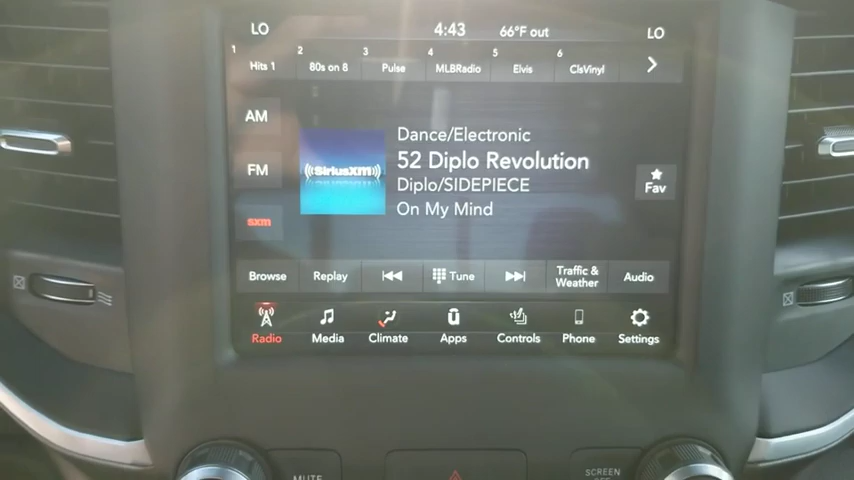 LO 4:43 66°F out LO
1 Hits 1 2 80s on 8 3 Pulse 4 MLBRadio 5 Elvis 6 ClsVinyl
AM
FM
sxm
((SiriusXM))
Dance/Electronic
52 Diplo Revolution
Diplo/SIDEPIECE
On My Mind
Fav
Browse Replay Tune Traffic & Weather Audio
Radio Media Climate Apps Controls Phone Settings
MUTE SCREEN OFF